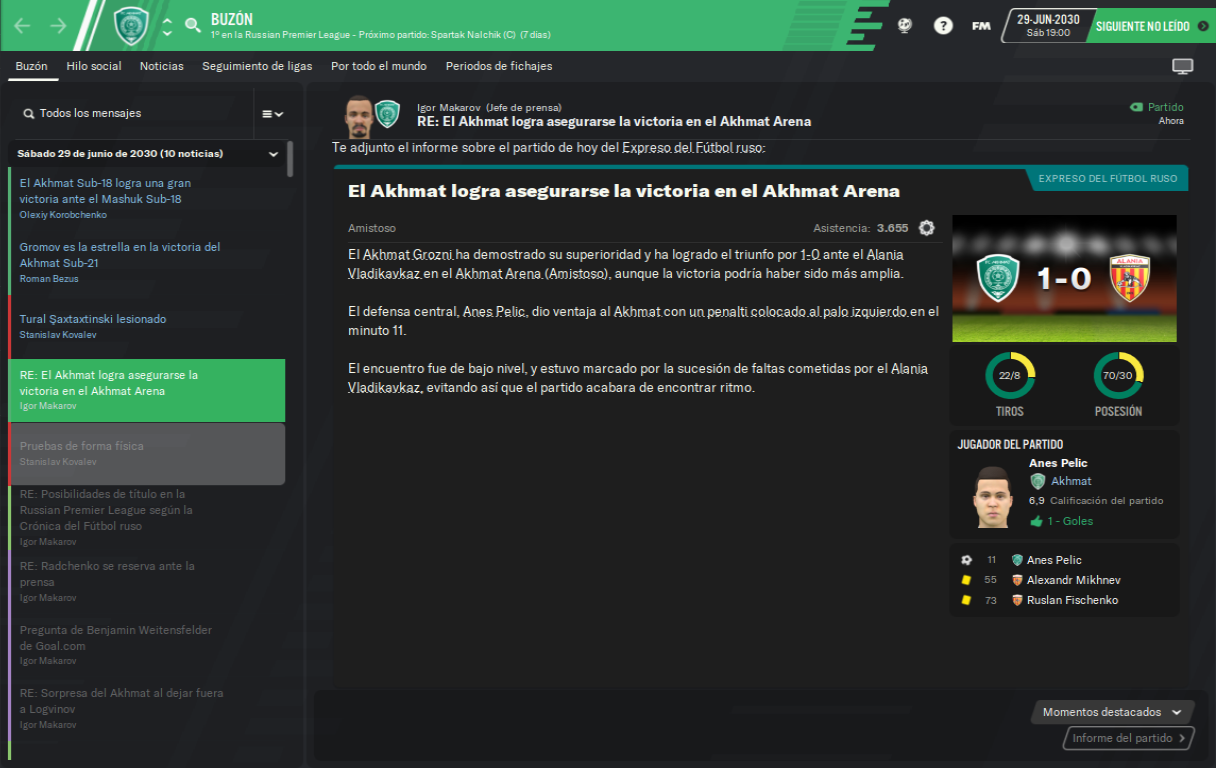 BUZÓN
1º en la Russian Premier League - Próximo partido: Spartak Nalchik (C) (7 días)
?
FM
29-JUN-2030
Sáb 19:00
SIGUIENTE NO LEÍDO
Buzón
Hilo social
Noticias
Seguimiento de ligas
Por todo el mundo
Periodos de fichajes
Todos los mensajes
Sábado 29 de junio de 2030 (10 noticias)
El Akhmat Sub-18 logra una gran
victoria ante el Mashuk Sub-18
Olexiy Korobchenko
Gromov es la estrella en la victoria del
Akhmat Sub-21
Roman Bezus
Tural Şaxtaxtinski lesionado
Stanislav Kovalev
RE: El Akhmat logra asegurarse la
victoria en el Akhmat Arena
Igor Makarov
Pruebas de forma física
Stanislav Kovalev
RE: Posibilidades de título en la
Russian Premier League según la
Crónica del Fútbol ruso
Igor Makarov
RE: Radchenko se reserva ante la
prensa
Igor Makarov
Pregunta de Benjamin Weitensfelder
de Goal.com
Igor Makarov
RE: Sorpresa del Akhmat al dejar fuera
a Logvinov
Igor Makarov
Igor Makarov (Jefe de prensa)
RE: El Akhmat logra asegurarse la victoria en el Akhmat Arena
Partido
Ahora
Te adjunto el informe sobre el partido de hoy del Expreso del Fútbol ruso:
El Akhmat logra asegurarse la victoria en el Akhmat Arena
EXPRESO DEL FÚTBOL RUSO
Amistoso
Asistencia: 3.655
El Akhmat Grozni ha demostrado su superioridad y ha logrado el triunfo por 1-0 ante el Alania
Vladikavkaz en el Akhmat Arena (Amistoso), aunque la victoria podría haber sido más amplia.
El defensa central, Anes Pelic, dio ventaja al Akhmat con un penalti colocado al palo izquierdo en el
minuto 11.
El encuentro fue de bajo nivel, y estuvo marcado por la sucesión de faltas cometidas por el Alania
Vladikavkaz, evitando así que el partido acabara de encontrar ritmo.
1-0
ALANIA
22/8
70/30
TIROS
POSESIÓN
JUGADOR DEL PARTIDO
Anes Pelic
Akhmat
6,9 Calificación del partido
1 - Goles
11 Anes Pelic
55 Alexandr Mikhnev
73 Ruslan Fischenko
Momentos destacados
Informe del partido